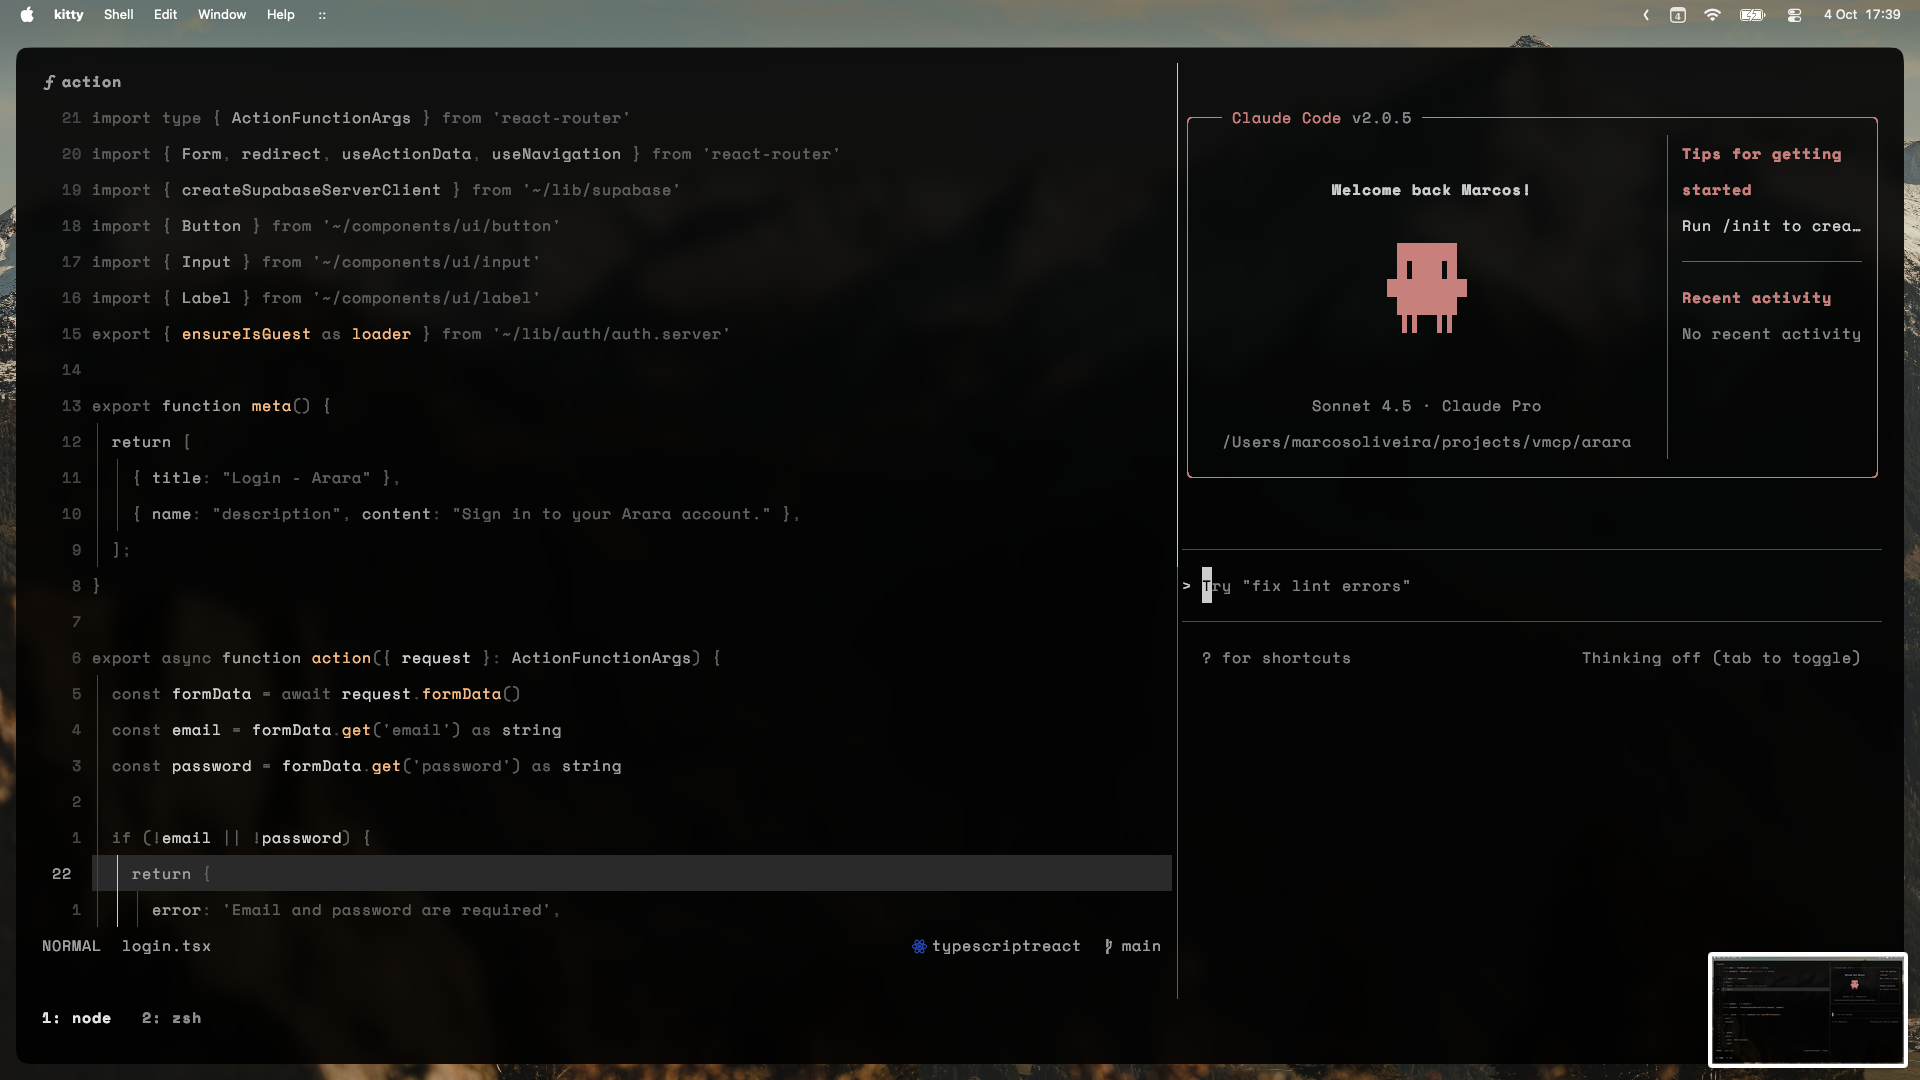 kitty Shell Edit Window Help ::
4 4 Oct 17:39
ƒ action
21 import type { ActionFunctionArgs } from 'react-router'
20 import { Form, redirect, useActionData, useNavigation } from 'react-router'
19 import { createSupabaseServerClient } from '~/lib/supabase'
18 import { Button } from '~/components/ui/button'
17 import { Input } from '~/components/ui/input'
16 import { Label } from '~/components/ui/label'
15 export { ensureIsGuest as loader } from '~/lib/auth/auth.server'
14
13 export function meta() {
12 return [
11 { title: "Login - Arara" },
10 { name: "description", content: "Sign in to your Arara account." },
9 ];
8 }
7
6 export async function action({ request }: ActionFunctionArgs) {
5 const formData = await request.formData()
4 const email = formData.get('email') as string
3 const password = formData.get('password') as string
2
1 if (!email || !password) {
22 return {
1 error: 'Email and password are required',
NORMAL login.tsx typescriptreact main
1: node 2: zsh
Claude Code v2.0.5
Welcome back Marcos!
Sonnet 4.5 · Claude Pro
/Users/marcosoliveira/projects/vmcp/arara
Tips for getting
started
Run /init to crea…
Recent activity
No recent activity
> Try "fix lint errors"
? for shortcuts Thinking off (tab to toggle)